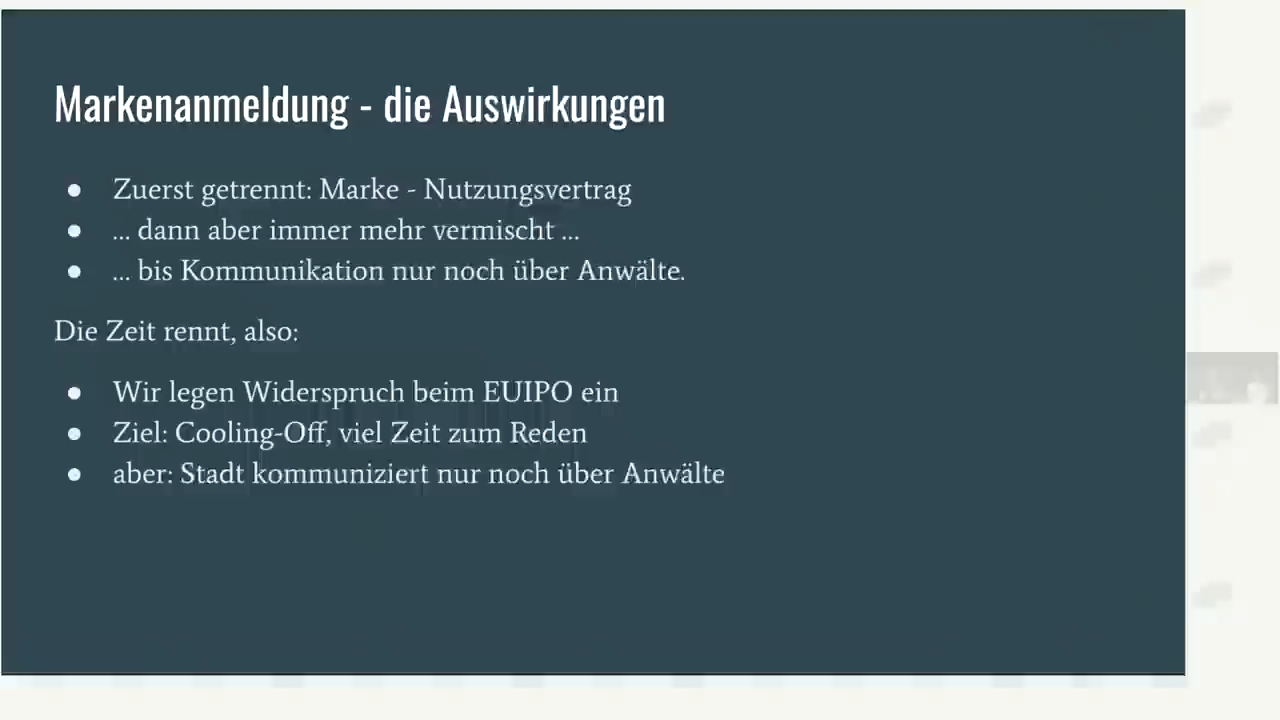 Markenanmeldung - die Auswirkungen
● Zuerst getrennt: Marke - Nutzungsvertrag
● ... dann aber immer mehr vermischt ...
● ... bis Kommunikation nur noch über Anwälte.
Die Zeit rennt, also:
● Wir legen Widerspruch beim EUIPO ein
● Ziel: Cooling-Off, viel Zeit zum Reden
● aber: Stadt kommuniziert nur noch über Anwälte